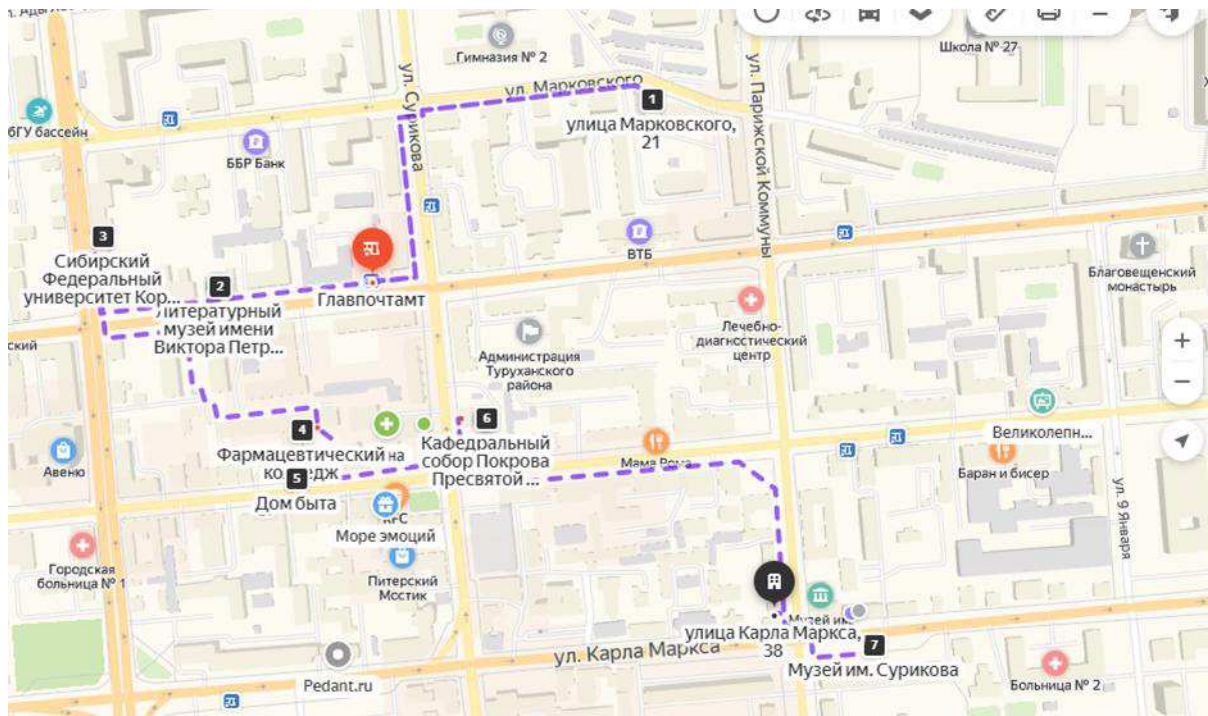 Гимназия № 2
Школа № 27
ул. Марковского
ул. Сурикова
ул. Парижской Коммуны
1
улица Марковского,
21
бГУ бассейн
ББР Банк
3
Сибирский
Федеральный
университет Кор...
2
Литературный
музей имени
Виктора Петр...
Главпочтамт
ВТБ
Благовещенский
монастырь
Лечебно-
диагностический
центр
ский
Администрация
Туруханского
района
4
Фармацевтический на
5
Дом быта
6
Кафедральный
собор Покрова
Пресвятой ...
Мама Рома
Великолепн...
Баран и бисер
Авеню
KFC
Море эмоций
Питерский
Мостик
Городская
больница № 1
ул. 9 Января
Музей им
улица Карла Маркса,
38
7
Музей им. Сурикова
ул. Карла Маркса
Pedant.ru
Больница № 2